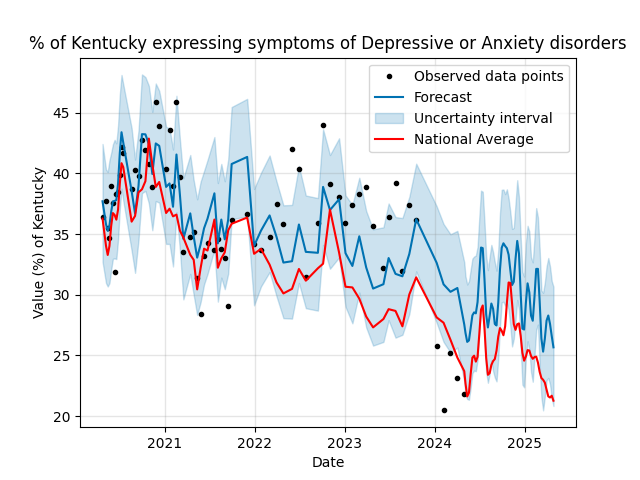 % of Kentucky expressing symptoms of Depressive or Anxiety disorders
Observed data points
Forecast
Uncertainty interval
National Average
Value (%) of Kentucky
45
40
35
30
25
20
2021
2022
2023
2024
2025
Date